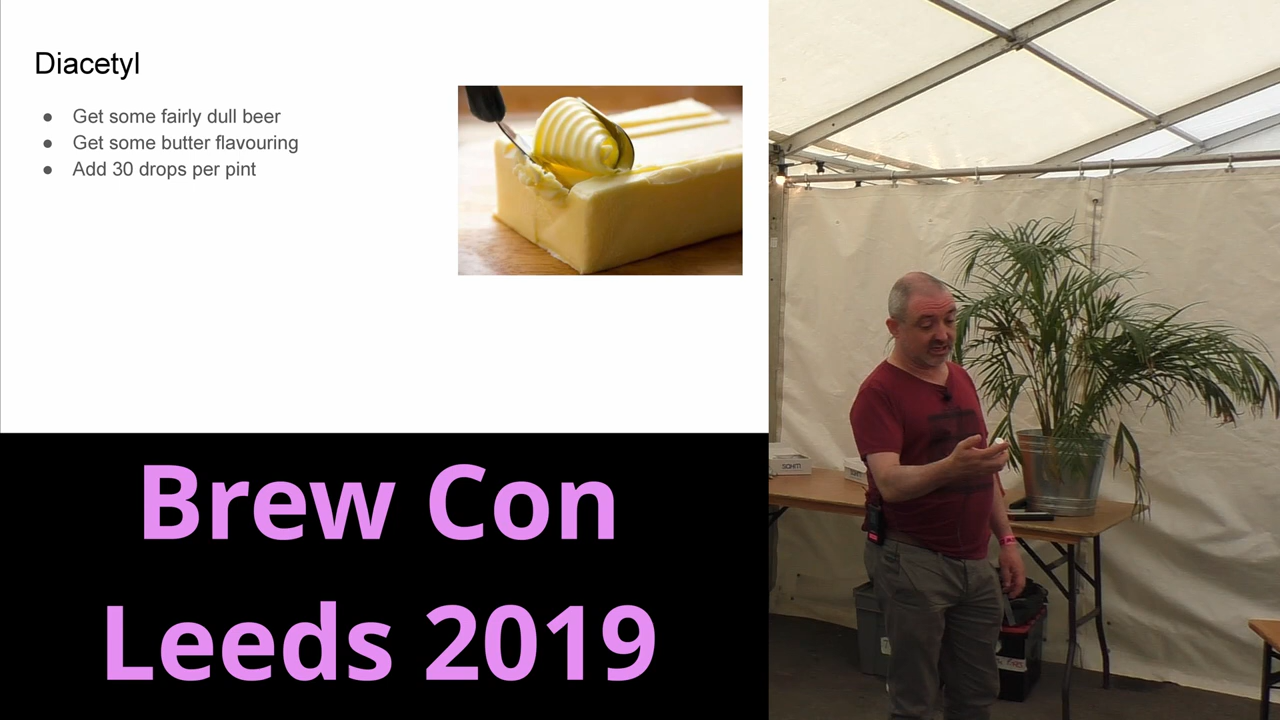 Diacetyl
● Get some fairly dull beer
● Get some butter flavouring
● Add 30 drops per pint
Brew Con
Leeds 2019